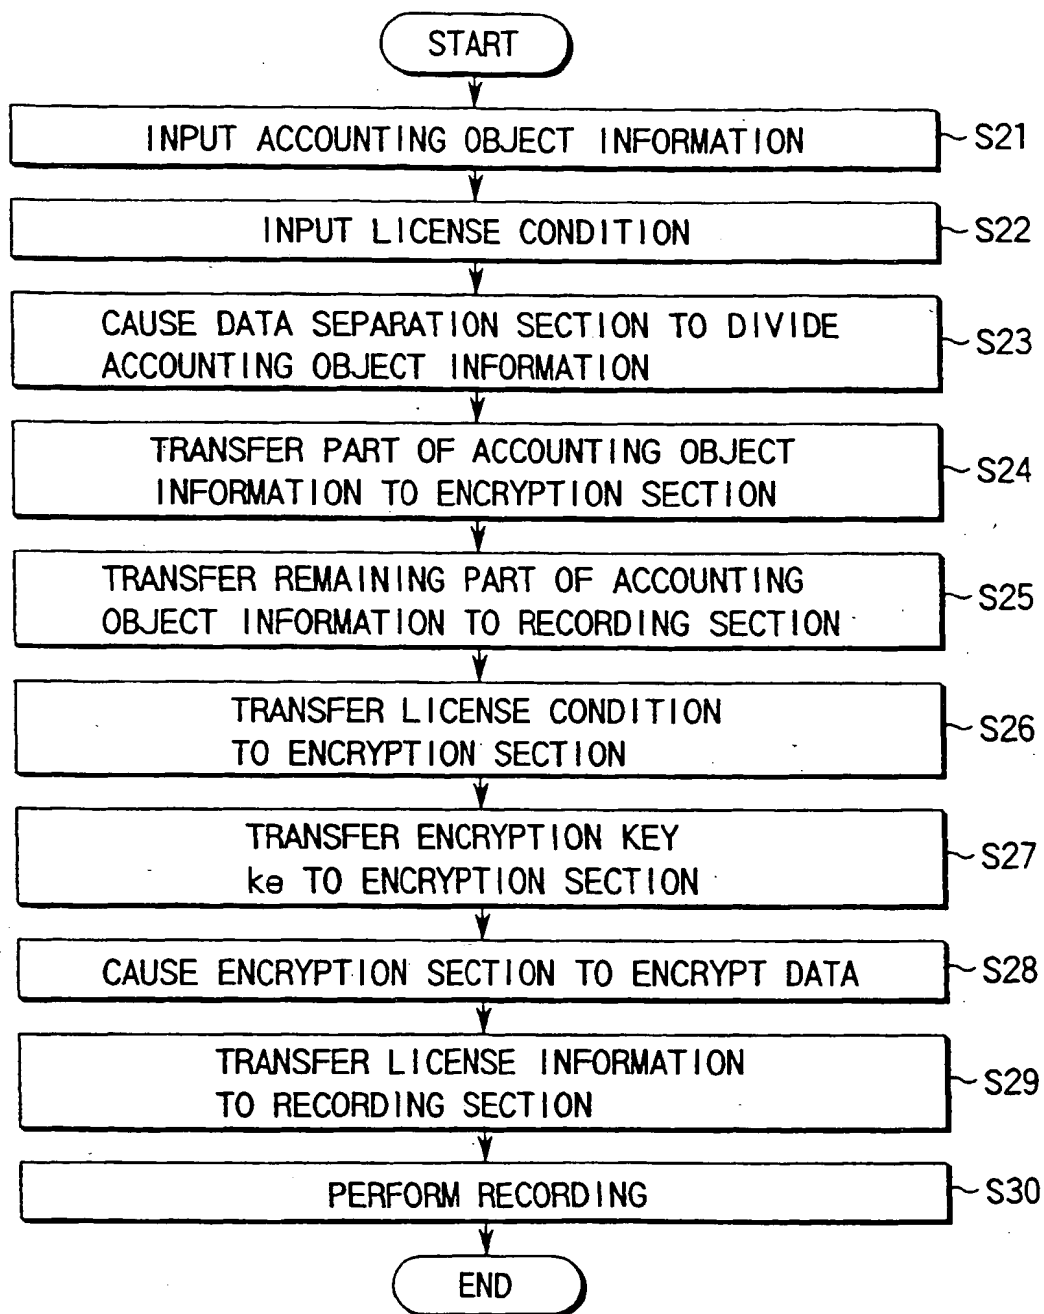 START
INPUT ACCOUNTING OBJECT INFORMATION
S21
INPUT LICENSE CONDITION
S22
CAUSE DATA SEPARATION SECTION TO DIVIDE
ACCOUNTING OBJECT INFORMATION
S23
TRANSFER PART OF ACCOUNTING OBJECT
INFORMATION TO ENCRYPTION SECTION
S24
TRANSFER REMAINING PART OF ACCOUNTING
OBJECT INFORMATION TO RECORDING SECTION
S25
TRANSFER LICENSE CONDITION
TO ENCRYPTION SECTION
S26
TRANSFER ENCRYPTION KEY
ke TO ENCRYPTION SECTION
S27
CAUSE ENCRYPTION SECTION TO ENCRYPT DATA
S28
TRANSFER LICENSE INFORMATION
TO RECORDING SECTION
S29
PERFORM RECORDING
S30
END